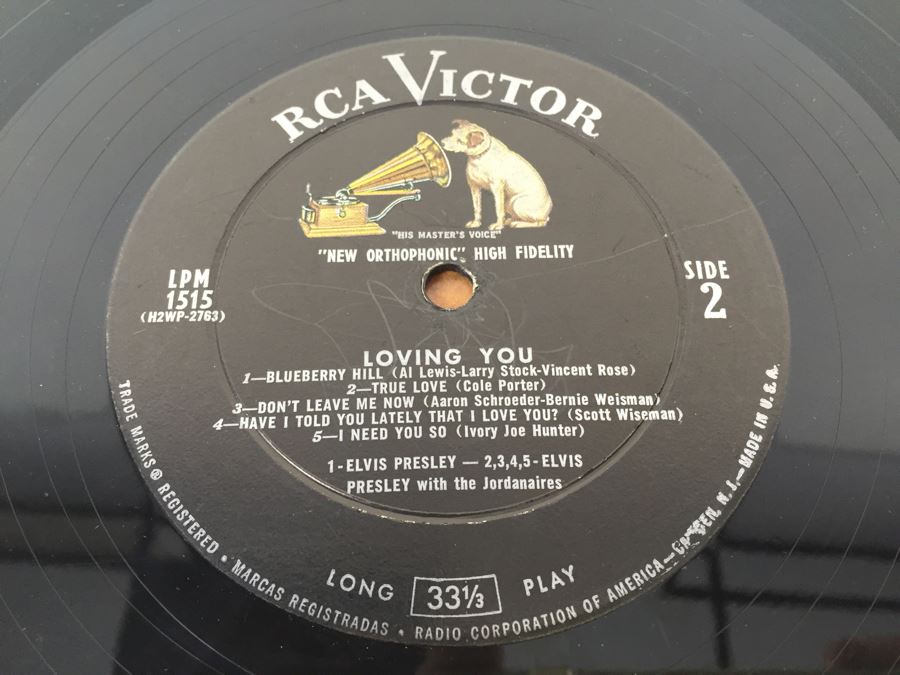 RCA VICTOR
"HIS MASTER'S VOICE"
"NEW ORTHOPHONIC" HIGH FIDELITY
LPM
1515
(H2WP-2763)
SIDE
2
LOVING YOU
1—BLUEBERRY HILL (Al Lewis-Larry Stock-Vincent Rose)
2—TRUE LOVE (Cole Porter)
3—DON'T LEAVE ME NOW (Aaron Schroeder-Bernie Weisman)
4—HAVE I TOLD YOU LATELY THAT I LOVE YOU? (Scott Wiseman)
5—I NEED YOU SO (Ivory Joe Hunter)
1-ELVIS PRESLEY — 2,3,4,5-ELVIS
PRESLEY with the Jordanaires
LONG 33⅓ PLAY
TRADE MARKS ® REGISTERED • MARCAS REGISTRADAS • RADIO CORPORATION OF AMERICA—CAMDEN, N. J.—MADE IN U.S.A.